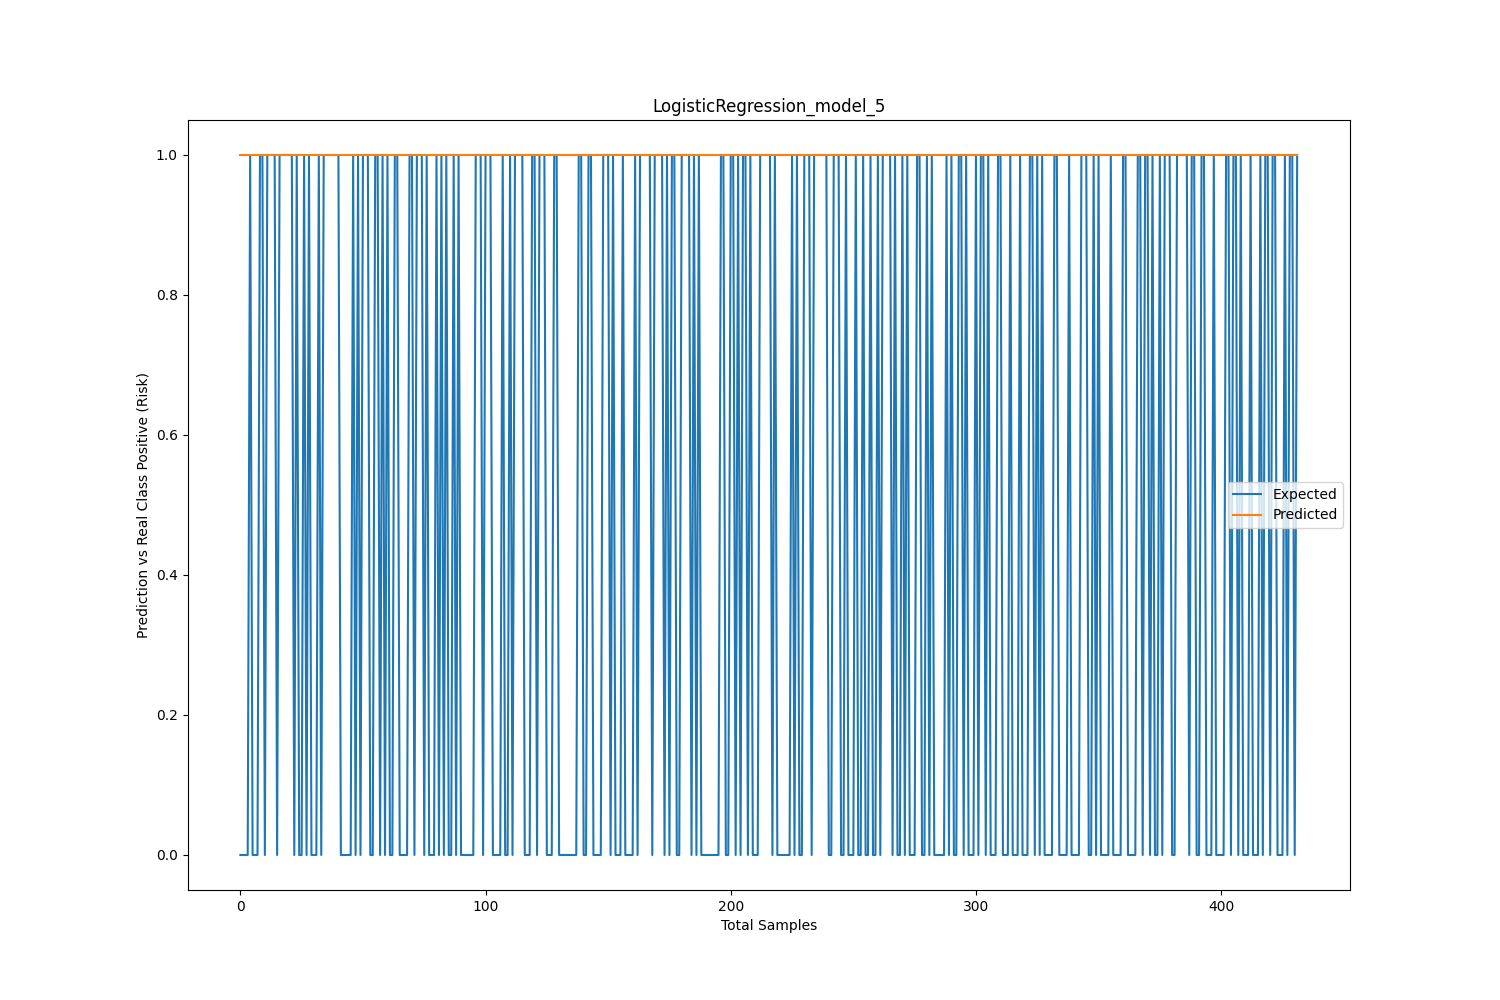 LogisticRegression_model_5
Prediction vs Real Class Positive (Risk)
1.0
0.8
0.6
0.4
0.2
0.0
Expected
Predicted
0 100 200 300 400
Total Samples